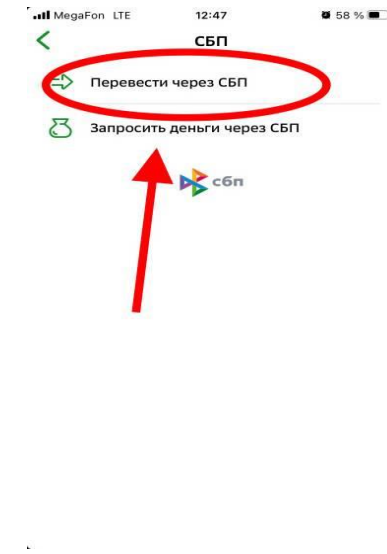 MegaFon LTE 12:47 58 %
СБП
Перевести через СБП
Запросить деньги через СБП
сбп